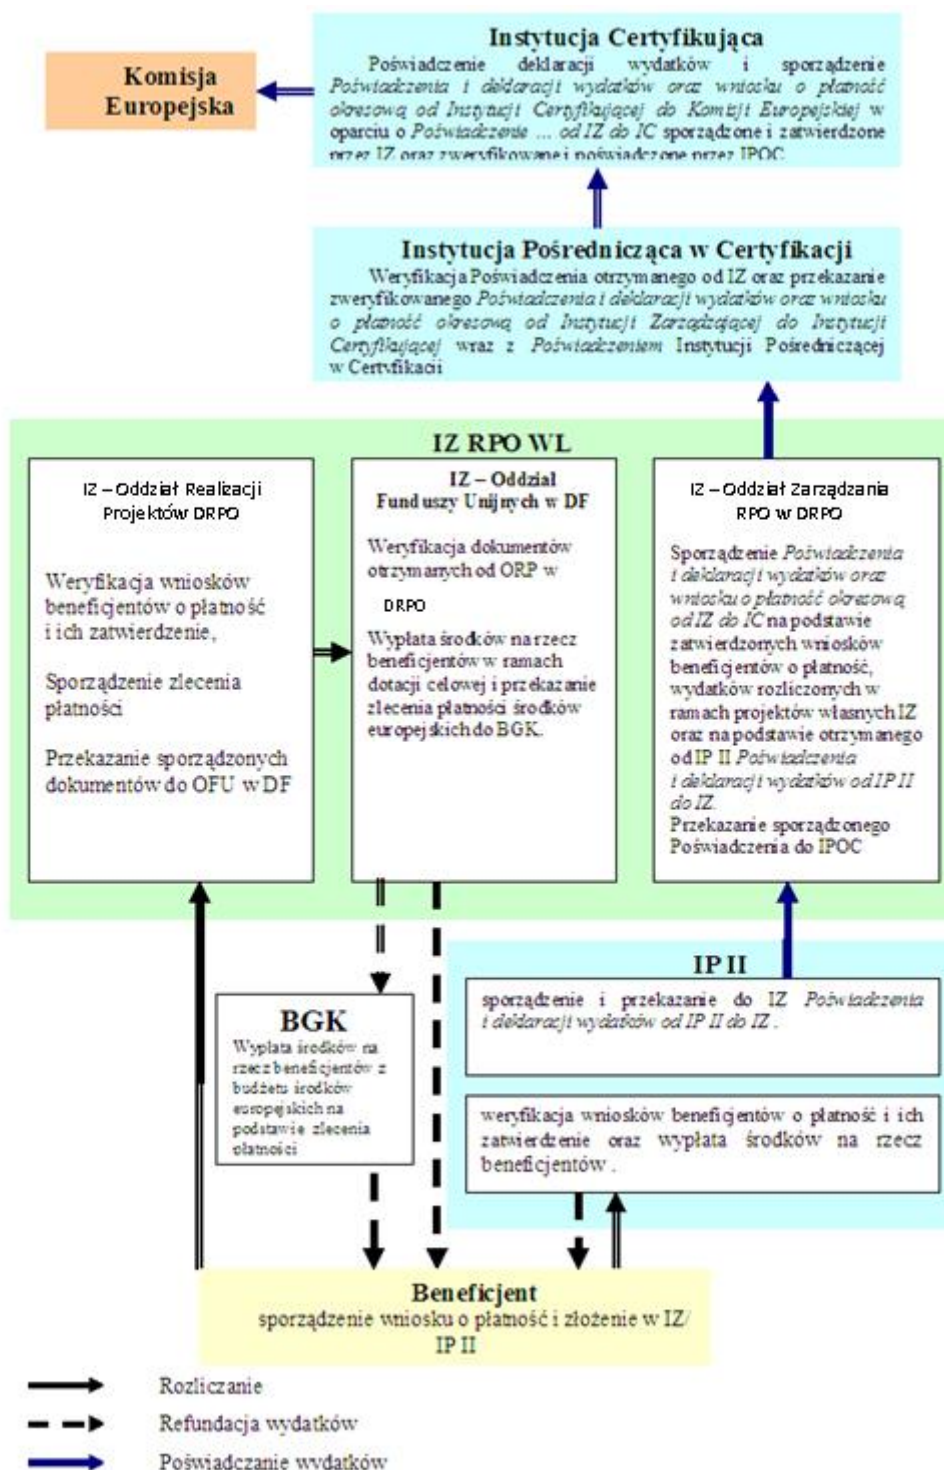 Instytucja Certyfikująca
Poświadczenie deklaracji wydatków i sporządzenie
Poświadczenia i deklaracji wydatków oraz wniosku o płatność
okresową od Instytucji Certyfikującej do Komisji Europejskiej w
oparciu o Poświadczenie ... od IZ do IC sporządzone i zatwierdzone
przez IZ oraz zweryfikowane i poświadczone przez IPOC
Komisja
Europejska
Instytucja Pośrednicząca w Certyfikacji
Weryfikacja Poświadczenia otrzymanego od IZ oraz przekazanie
zweryfikowanego Poświadczenia i deklaracji wydatków oraz wniosku
o płatność okresową od Instytucji Zarządzającej do Instytucji
Certyfikującej wraz z Poświadczeniem Instytucji Pośredniczącej
w Certyfikacji
IZ RPO WL
IZ – Oddział Realizacji
Projektów DRPO
Weryfikacja wniosków
beneficjentów o płatność
i ich zatwierdzenie,
Sporządzenie zlecenia
płatności
Przekazanie sporządzonych
dokumentów do OFU w DF
IZ – Oddział
Funduszy Unijnych w DF
Weryfikacja dokumentów
otrzymanych od ORP w
DRPO
Wypłata środków na rzecz
beneficjentów w ramach
dotacji celowej i przekazanie
zlecenia płatności środków
europejskich do BGK.
IZ – Oddział Zarządzania
RPO w DRPO
Sporządzenie Poświadczenia
i deklaracji wydatków oraz
wniosku o płatność okresową
od IZ do IC na podstawie
zatwierdzonych wniosków
beneficjentów o płatność,
wydatków rozliczonych w
ramach projektów własnych IZ
oraz na podstawie otrzymanego
od IP II Poświadczenia
i deklaracji wydatków od IP II
do IZ.
Przekazanie sporządzonego
Poświadczenia do IPOC
BGK
Wypłata środków na
rzecz beneficjentów z
budżetu środków
europejskich na
podstawie zlecenia
płatności
IP II
sporządzenie i przekazanie do IZ Poświadczenia
i deklaracji wydatków od IP II do IZ .
weryfikacja wniosków beneficjentów o płatność i ich
zatwierdzenie oraz wypłata środków na rzecz
beneficjentów .
Beneficjent
sporządzenie wniosku o płatność i złożenie w IZ/
IP II
Rozliczanie
Refundacja wydatków
Poświadczanie wydatków